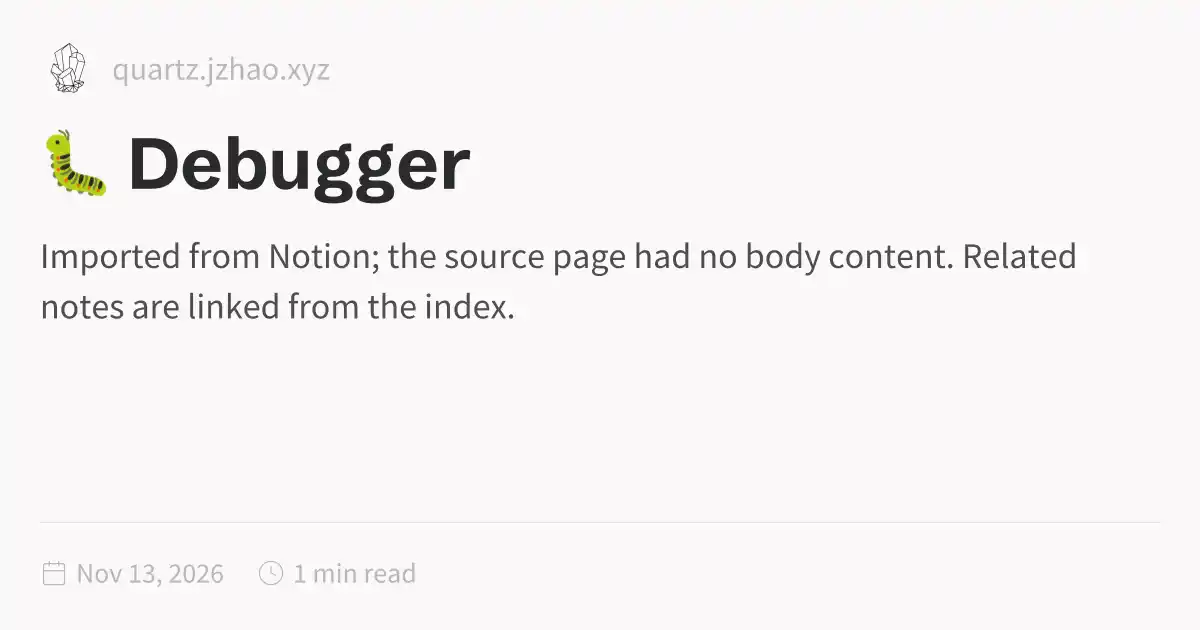 quartz.jzhao.xyz
🐛 Debugger
Imported from Notion; the source page had no body content. Related
notes are linked from the index.
Nov 13, 2026 1 min read